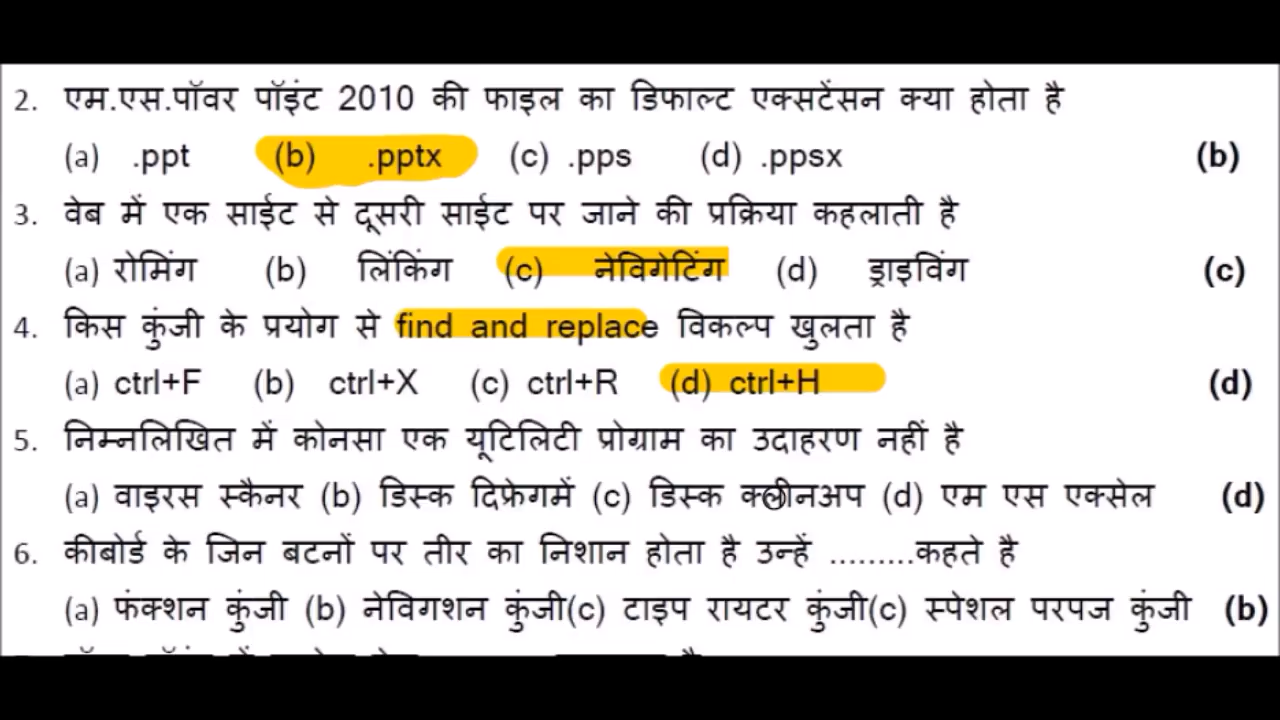 2. एम.एस.पॉवर पॉइंट 2010 की फाइल का डिफाल्ट एक्सटेंसन क्या होता है
(a) .ppt (b) .pptx (c) .pps (d) .ppsx (b)
3. वेब में एक साईट से दूसरी साईट पर जाने की प्रक्रिया कहलाती है
(a) रोमिंग (b) लिंकिंग (c) नेविगेटिंग (d) ड्राइविंग (c)
4. किस कुंजी के प्रयोग से find and replace विकल्प खुलता है
(a) ctrl+F (b) ctrl+X (c) ctrl+R (d) ctrl+H (d)
5. निम्नलिखित में कोनसा एक यूटिलिटी प्रोग्राम का उदाहरण नहीं है
(a) वाइरस स्कैनर (b) डिस्क दिफ्रेगमें (c) डिस्क क्लीनअप (d) एम एस एक्सेल (d)
6. कीबोर्ड के जिन बटनों पर तीर का निशान होता है उन्हें .........कहते है
(a) फंक्शन कुंजी (b) नेविगशन कुंजी(c) टाइप रायटर कुंजी(c) स्पेशल परपज कुंजी (b)